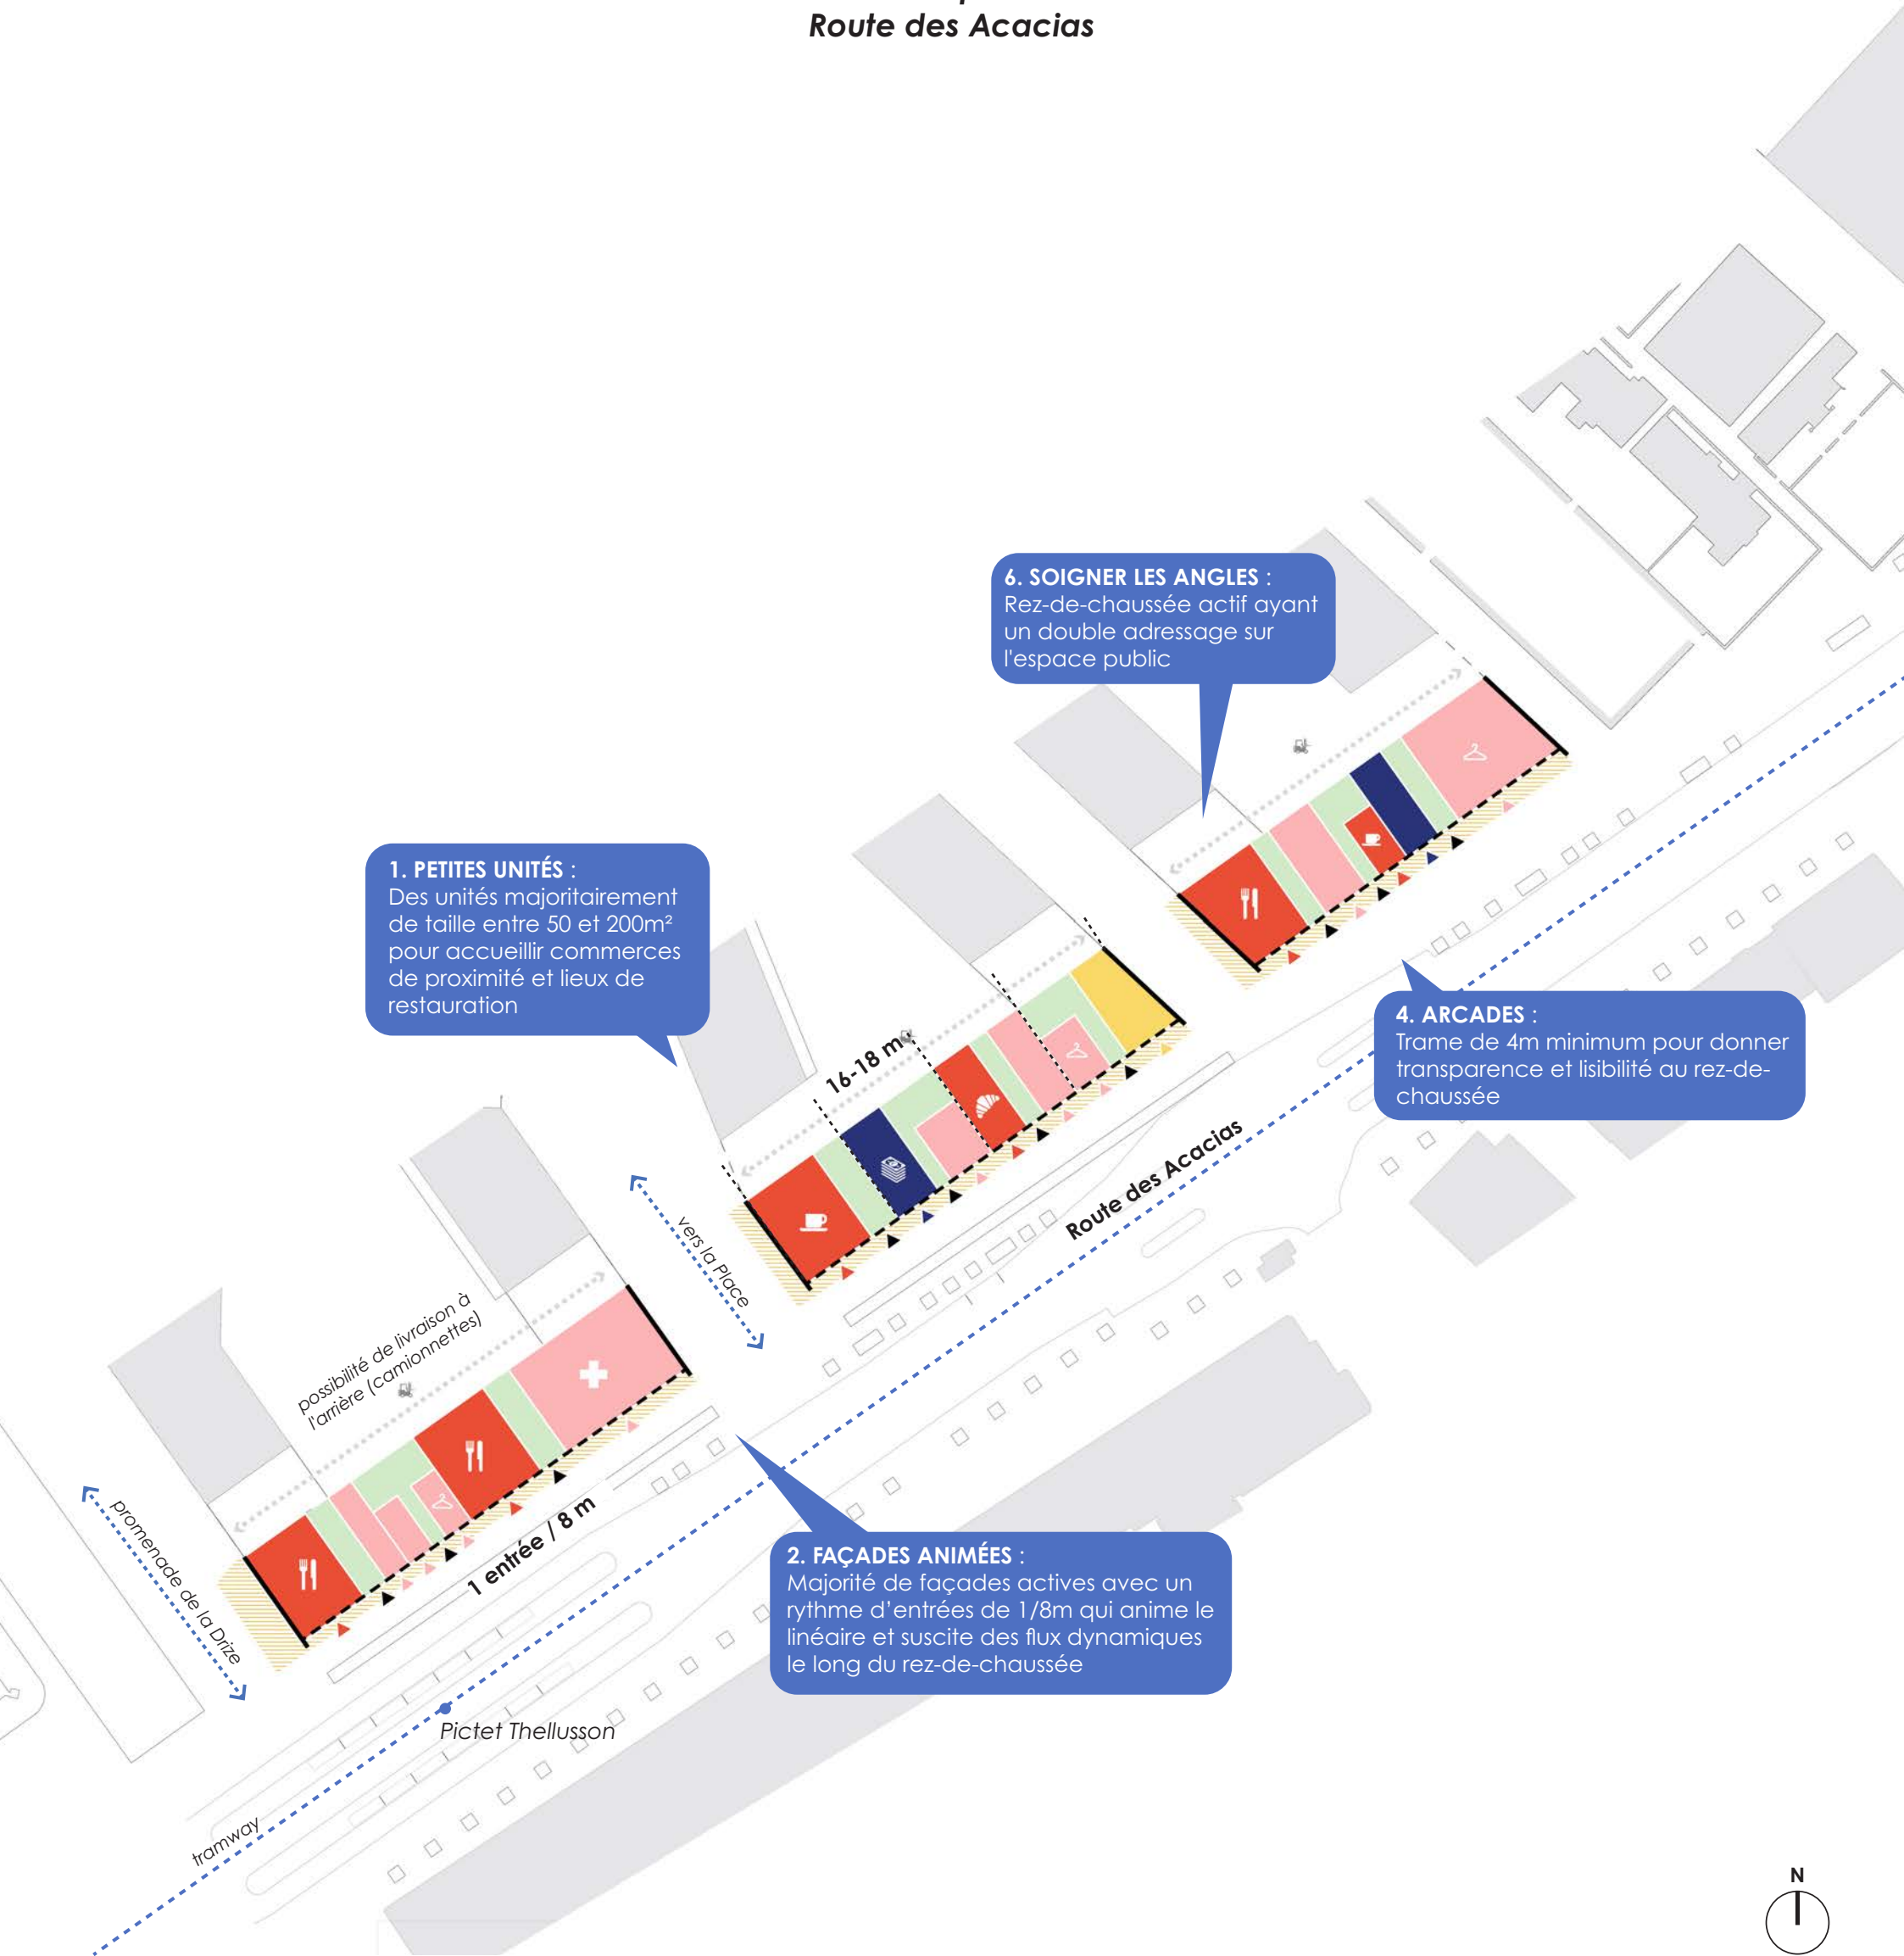 Route des Acacias
6. SOIGNER LES ANGLES :
Rez-de-chaussée actif ayant
un double adressage sur
l'espace public
1. PETITES UNITÉS :
Des unités majoritairement
de taille entre 50 et 200m²
pour accueillir commerces
de proximité et lieux de
restauration
4. ARCADES :
Trame de 4m minimum pour donner
transparence et lisibilité au rez-de-
chaussée
16-18 m
Route des Acacias
vers la Place
possibilité de livraison à
l'arrière (camionnettes)
promenade de la Drize
1 entrée / 8 m
2. FAÇADES ANIMÉES :
Majorité de façades actives avec un
rythme d'entrées de 1/8m qui anime le
linéaire et suscite des flux dynamiques
le long du rez-de-chaussée
Pictet Thellusson
tramway
N